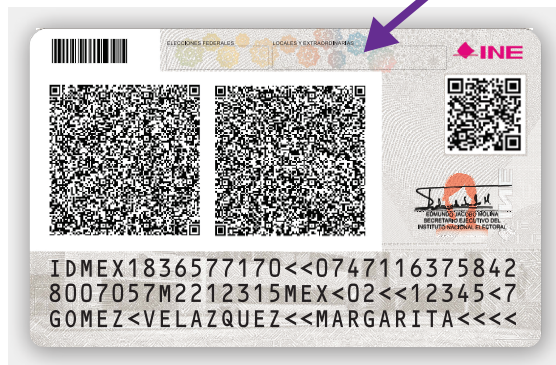 ELECCIONES FEDERALES
LOCALES Y EXTRAORDINARIAS
INE
EDMUNDO JACOBO MOLINA
SECRETARIO EJECUTIVO DEL
INSTITUTO NACIONAL ELECTORAL
IDMEX1836577170<<0747116375842
8007057M2212315MEX<02<<12345<7
GOMEZ<VELAZQUEZ<<MARGARITA<<<<